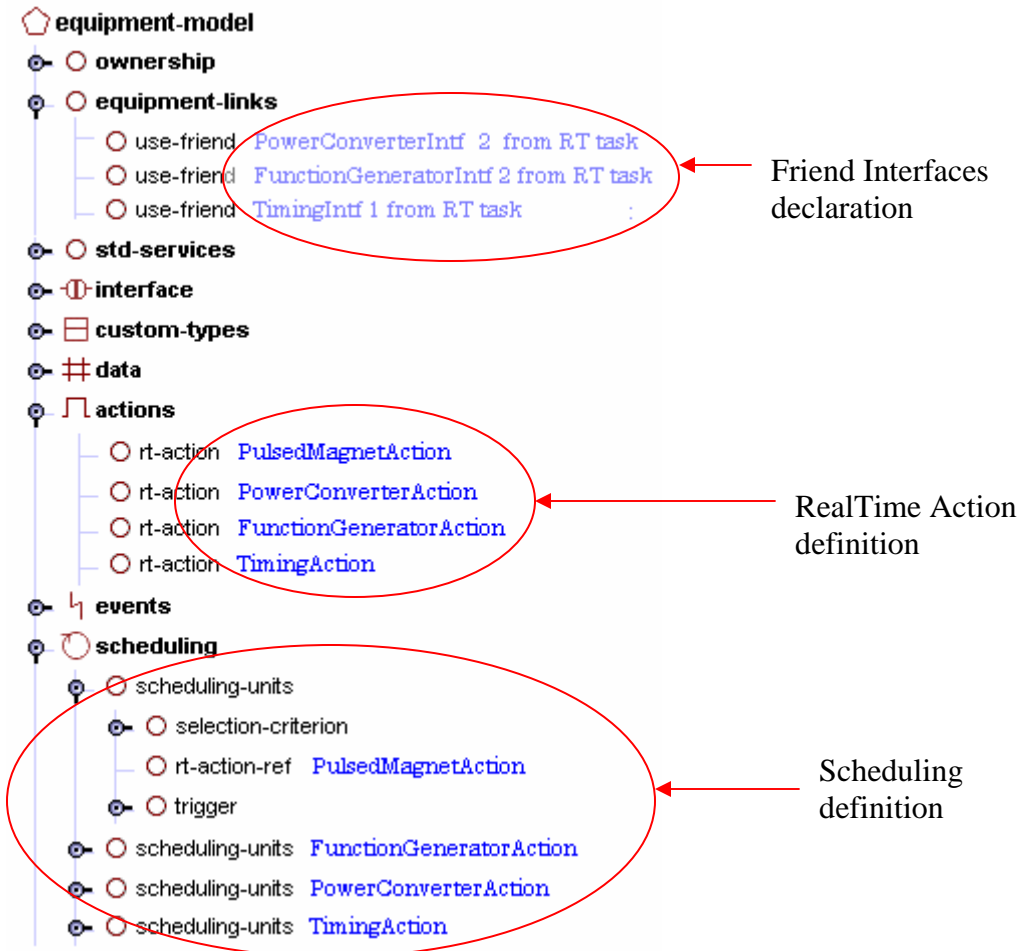 equipment-model
ownership
equipment-links
use-friend PowerConverterIntf 2 from RT task
use-friend FunctionGeneratorIntf 2 from RT task
use-friend TimingIntf 1 from RT task :
Friend Interfaces
declaration
std-services
interface
custom-types
data
actions
rt-action PulsedMagnetAction
rt-action PowerConverterAction
rt-action FunctionGeneratorAction
rt-action TimingAction
RealTime Action
definition
events
scheduling
scheduling-units
selection-criterion
rt-action-ref PulsedMagnetAction
trigger
scheduling-units FunctionGeneratorAction
scheduling-units PowerConverterAction
scheduling-units TimingAction
Scheduling
definition